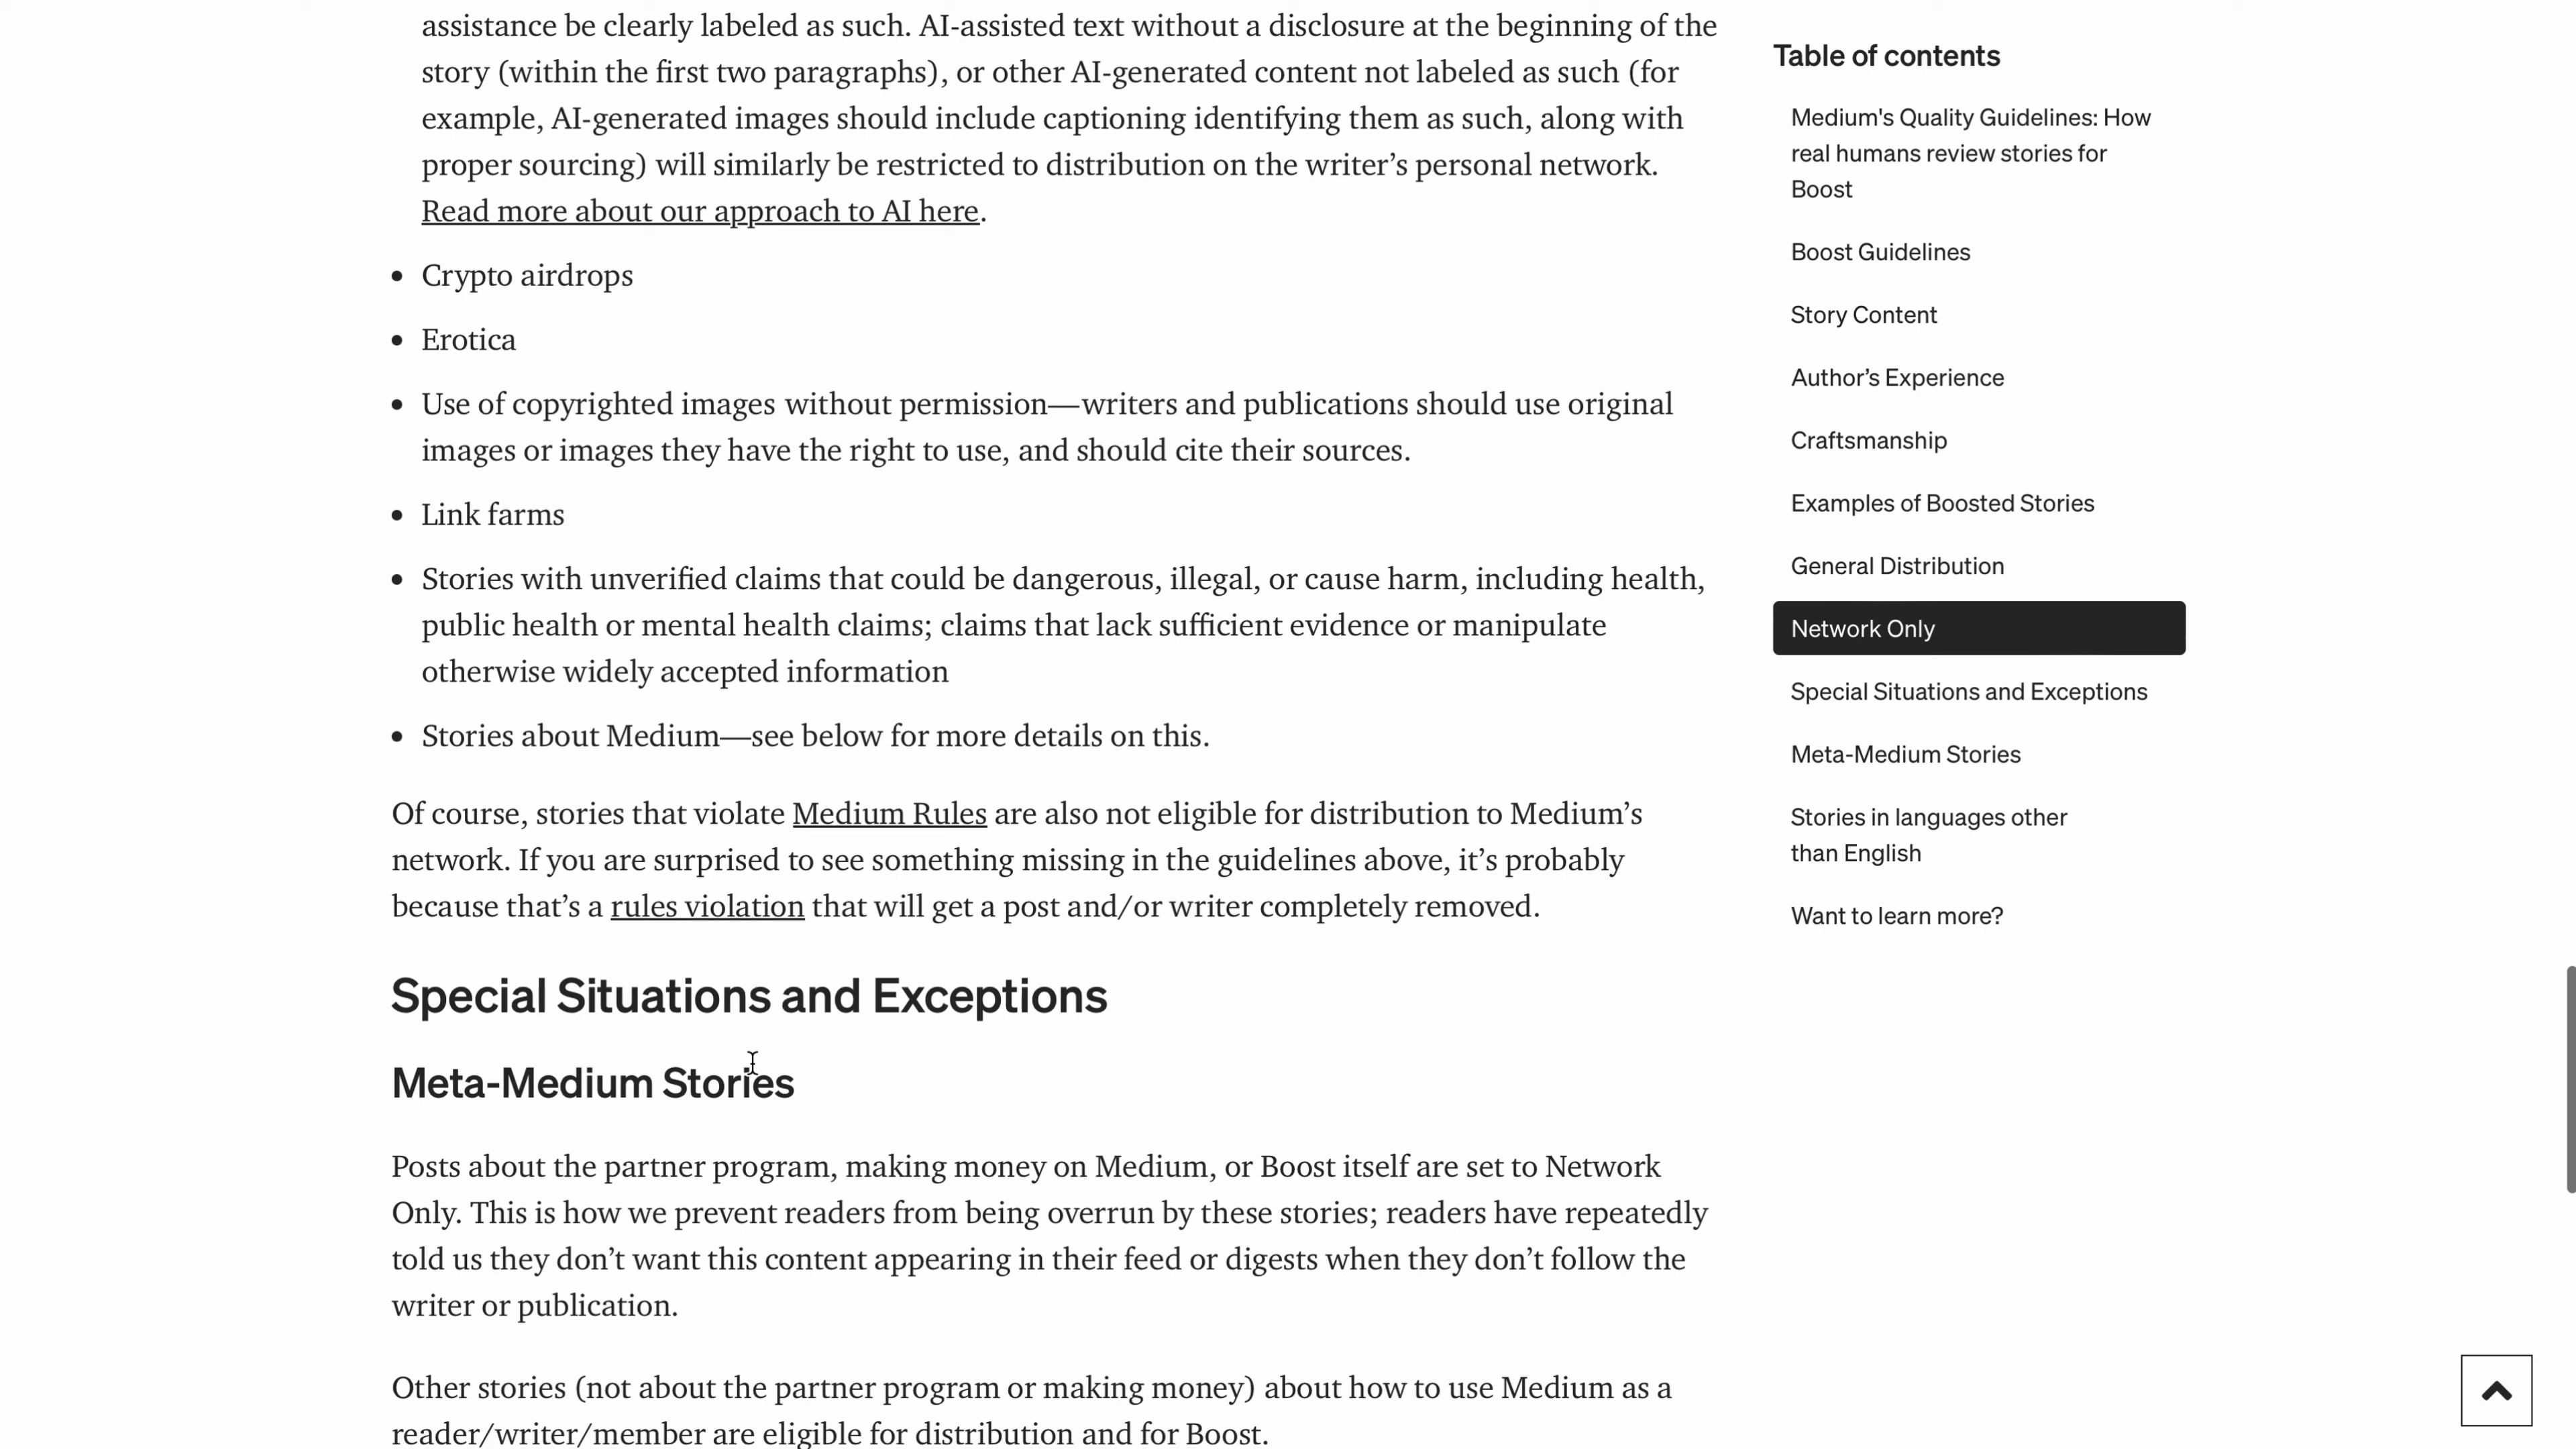 assistance be clearly labeled as such. AI-assisted text without a disclosure at the beginning of the
story (within the first two paragraphs), or other AI-generated content not labeled as such (for
example, AI-generated images should include captioning identifying them as such, along with
proper sourcing) will similarly be restricted to distribution on the writer’s personal network.
Read more about our approach to AI here.
• Crypto airdrops
• Erotica
• Use of copyrighted images without permission—writers and publications should use original
images or images they have the right to use, and should cite their sources.
• Link farms
• Stories with unverified claims that could be dangerous, illegal, or cause harm, including health,
public health or mental health claims; claims that lack sufficient evidence or manipulate
otherwise widely accepted information
• Stories about Medium—see below for more details on this.
Of course, stories that violate Medium Rules are also not eligible for distribution to Medium’s
network. If you are surprised to see something missing in the guidelines above, it’s probably
because that’s a rules violation that will get a post and/or writer completely removed.
Special Situations and Exceptions
Meta-Medium Stories
Posts about the partner program, making money on Medium, or Boost itself are set to Network
Only. This is how we prevent readers from being overrun by these stories; readers have repeatedly
told us they don’t want this content appearing in their feed or digests when they don’t follow the
writer or publication.
Other stories (not about the partner program or making money) about how to use Medium as a
reader/writer/member are eligible for distribution and for Boost.
Table of contents
Medium's Quality Guidelines: How
real humans review stories for
Boost
Boost Guidelines
Story Content
Author’s Experience
Craftsmanship
Examples of Boosted Stories
General Distribution
Network Only
Special Situations and Exceptions
Meta-Medium Stories
Stories in languages other
than English
Want to learn more?